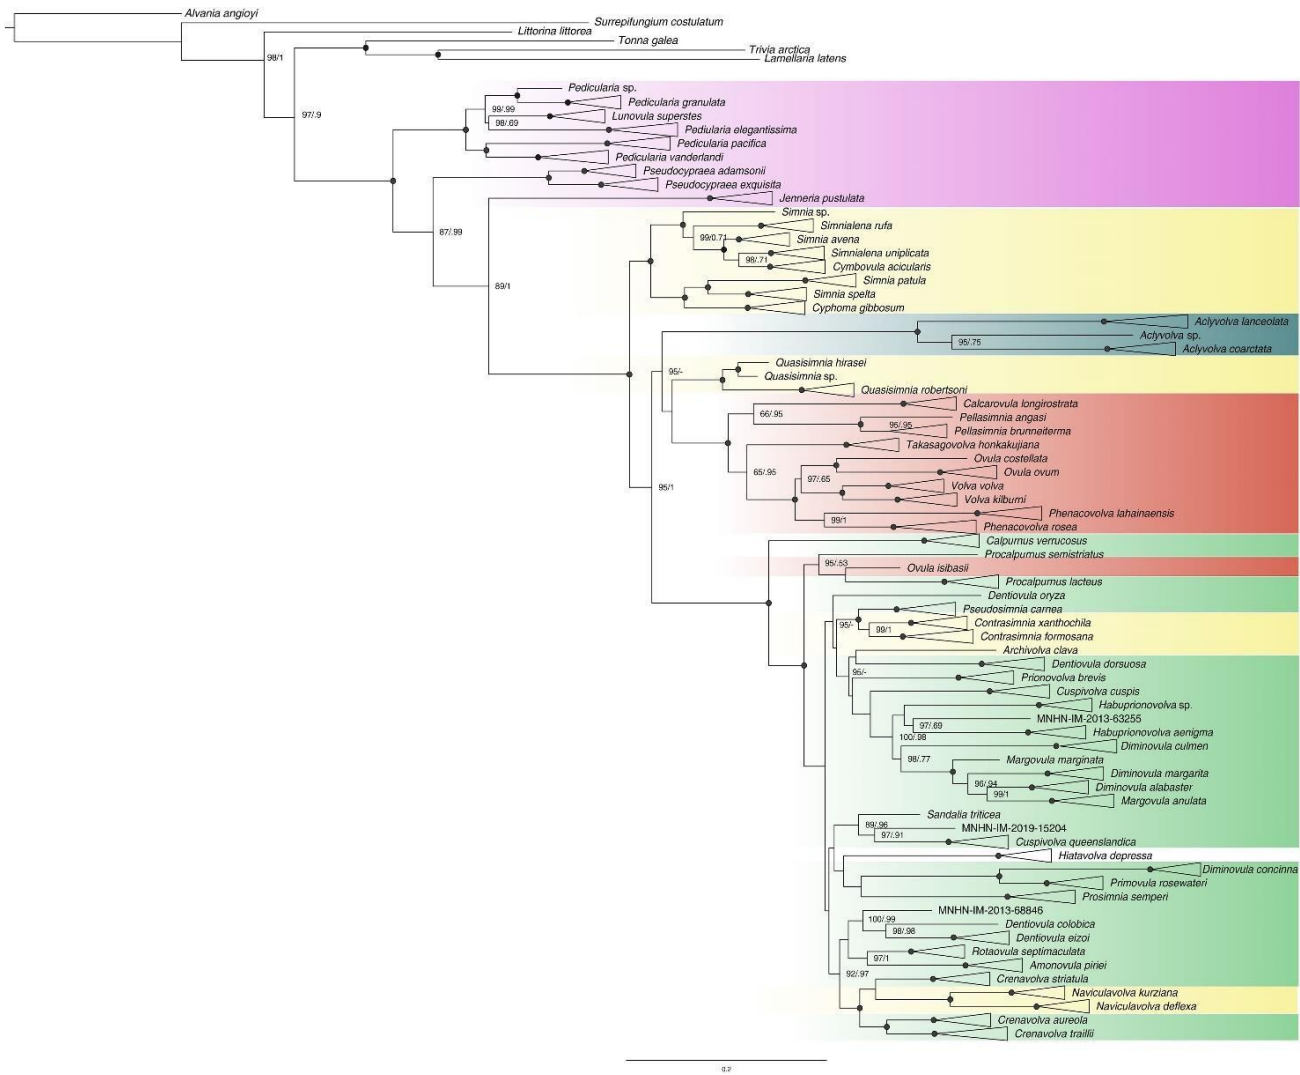 Alvania angioyi
Surrepifungium costulatum
Littorina littorea
Tonna galea
Trivia arctica
98/1
Lamellaria latens
Pedicularia sp.
Pedicularia granulata
99/.99
97/.9
Lunovula superstes
98/.69
Pediularia elegantissima
Pedicularia pacifica
Pedicularia vanderlandi
Pseudocypraea adamsonii
Pseudocypraea exquisita
Jenneria pustulata
Simnia sp.
Simnialena rufa
87/.99
99/0.71
Simnia avena
Simnialena uniplicata
98/.71
Cymbovula acicularis
Simnia patula
89/1
Simnia spelta
Cyphoma gibbosum
Aclyvolva lanceolata
Aclyvolva sp.
95/.75
Aclyvolva coarctata
Quasisimnia hirasei
95/-
Quasisimnia sp.
Quasisimnia robertsoni
Calcarovula longirostrata
66/.95
Pellasimnia angasi
96/.95
Pellasimnia brunneiterma
Takasagovolva honkakujiana
Ovula costellata
65/.95
Ovula ovum
97/.65
Volva volva
95/1
Volva kilburni
Phenacovolva lahainaensis
99/1
Phenacovolva rosea
Calpurnus verrucosus
Procalpurnus semistriatus
95/.53
Ovula isibasii
Procalpurnus lacteus
Dentiovula oryza
Pseudosimnia carnea
95/-
Contrasimnia xanthochila
99/1
Contrasimnia formosana
Archivolva clava
Dentiovula dorsuosa
95/-
Prionovolva brevis
Cuspivolva cuspis
Habuprionovolva sp.
MNHN-IM-2013-63255
97/.69
Habuprionovolva aenigma
100/.98
Diminovula culmen
98/.77
Margovula marginata
Diminovula margarita
96/.94
Diminovula alabaster
99/1
Margovula anulata
Sandalia triticea
89/.96
MNHN-IM-2019-15204
97/.91
Cuspivolva queenslandica
Hiatavolva depressa
Diminovula concinna
Primovula rosewateri
Prosimnia semperi
MNHN-IM-2013-68846
100/.99
Dentiovula colobica
98/.98
Dentiovula eizoi
Rotaovula septimaculata
97/1
Amonovula piriei
92/.97
Crenavolva striatula
Naviculavolva kurziana
Naviculavolva deflexa
Crenavolva aureola
Crenavolva traillii
0.2